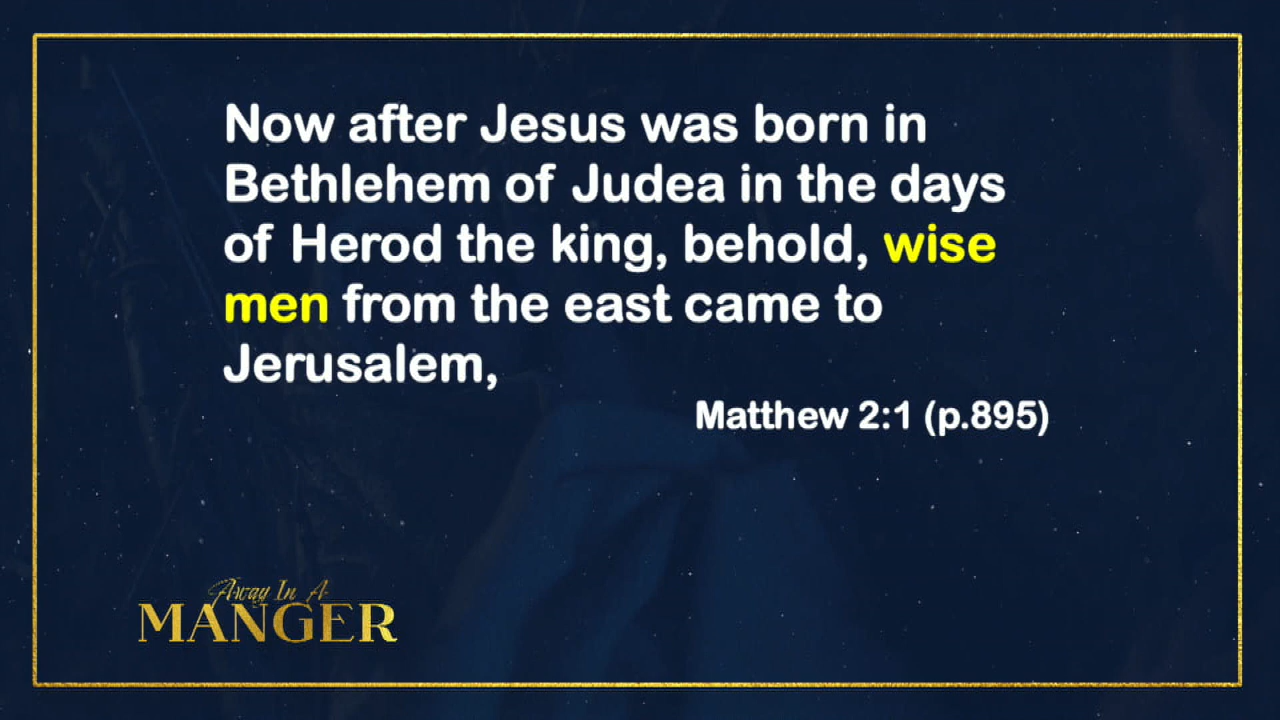 Now after Jesus was born in
Bethlehem of Judea in the days
of Herod the king, behold, wise
men from the east came to
Jerusalem,
Matthew 2:1 (p.895)
Away In A
MANGER